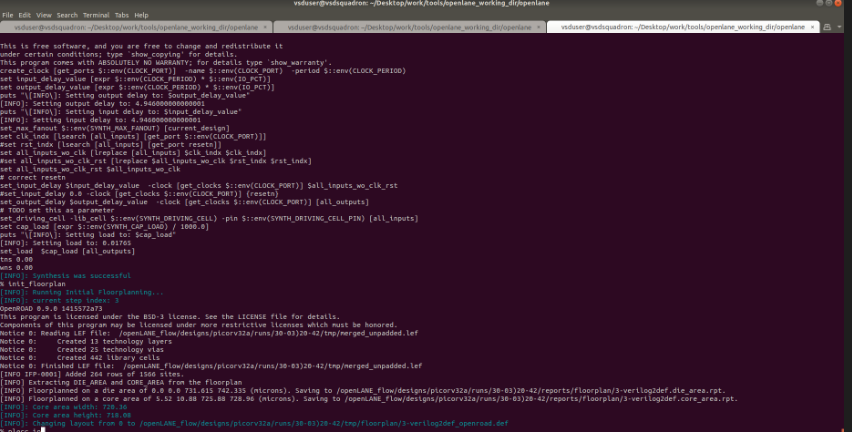 vsduser@vsdsquadron: ~/Desktop/work/tools/openlane_working_dir/openlane
File Edit View Search Terminal Tabs Help
vsduser@vsdsquadron: ~/Desktop/work/tools/openlane_working_dir/openlane × vsduser@vsdsquadron: ~/Desktop/work/tools/openlane_working_dir/openlane × vsduser@vsdsquadron: ~/Desktop/work/tools/openlane_working_dir/openlane ×
This is free software, and you are free to change and redistribute it
under certain conditions; type `show_copying' for details.
This program comes with ABSOLUTELY NO WARRANTY; for details type `show_warranty'.
create_clock [get_ports $::env(CLOCK_PORT)]  -name $::env(CLOCK_PORT)  -period $::env(CLOCK_PERIOD)
set input_delay_value [expr $::env(CLOCK_PERIOD) * $::env(IO_PCT)]
set output_delay_value [expr $::env(CLOCK_PERIOD) * $::env(IO_PCT)]
puts "\[INFO\]: Setting output delay to: $output_delay_value"
[INFO]: Setting output delay to: 4.946000000000001
puts "\[INFO\]: Setting input delay to: $input_delay_value"
[INFO]: Setting input delay to: 4.946000000000001
set_max_fanout $::env(SYNTH_MAX_FANOUT) [current_design]
set clk_indx [lsearch [all_inputs] [get_port $::env(CLOCK_PORT)]]
#set rst_indx [lsearch [all_inputs] [get_port resetn]]
set all_inputs_wo_clk [lreplace [all_inputs] $clk_indx $clk_indx]
#set all_inputs_wo_clk_rst [lreplace $all_inputs_wo_clk $rst_indx $rst_indx]
set all_inputs_wo_clk_rst $all_inputs_wo_clk
# correct resetn
set_input_delay $input_delay_value  -clock [get_clocks $::env(CLOCK_PORT)] $all_inputs_wo_clk_rst
#set_input_delay 0.0 -clock [get_clocks $::env(CLOCK_PORT)] {resetn}
set_output_delay $output_delay_value  -clock [get_clocks $::env(CLOCK_PORT)] [all_outputs]
# TODO set this as parameter
set_driving_cell -lib_cell $::env(SYNTH_DRIVING_CELL) -pin $::env(SYNTH_DRIVING_CELL_PIN) [all_inputs]
set cap_load [expr $::env(SYNTH_CAP_LOAD) / 1000.0]
puts "\[INFO\]: Setting load to: $cap_load"
[INFO]: Setting load to: 0.01765
set_load  $cap_load [all_outputs]
tns 0.00
wns 0.00
[INFO]: Synthesis was successful
% init_floorplan
[INFO]: Running Initial Floorplanning...
[INFO]: current step index: 3
OpenROAD 0.9.0 1415572a73
This program is licensed under the BSD-3 license. See the LICENSE file for details.
Components of this program may be licensed under more restrictive licenses which must be honored.
Notice 0: Reading LEF file:  /openLANE_flow/designs/picorv32a/runs/30-03)20-42/tmp/merged_unpadded.lef
Notice 0:     Created 13 technology layers
Notice 0:     Created 25 technology vias
Notice 0:     Created 442 library cells
Notice 0: Finished LEF file:  /openLANE_flow/designs/picorv32a/runs/30-03)20-42/tmp/merged_unpadded.lef
[INFO IFP-0001] Added 264 rows of 1566 sites.
[INFO] Extracting DIE_AREA and CORE_AREA from the floorplan
[INFO] Floorplanned on a die area of 0.0 0.0 731.615 742.335 (microns). Saving to /openLANE_flow/designs/picorv32a/runs/30-03)20-42/reports/floorplan/3-verilog2def.die_area.rpt.
[INFO] Floorplanned on a core area of 5.52 10.88 725.88 728.96 (microns). Saving to /openLANE_flow/designs/picorv32a/runs/30-03)20-42/reports/floorplan/3-verilog2def.core_area.rpt.
[INFO]: Core area width: 720.36
[INFO]: Core area height: 718.08
[INFO]: Changing layout from 0 to /openLANE_flow/designs/picorv32a/runs/30-03)20-42/tmp/floorplan/3-verilog2def_openroad.def
% place_io